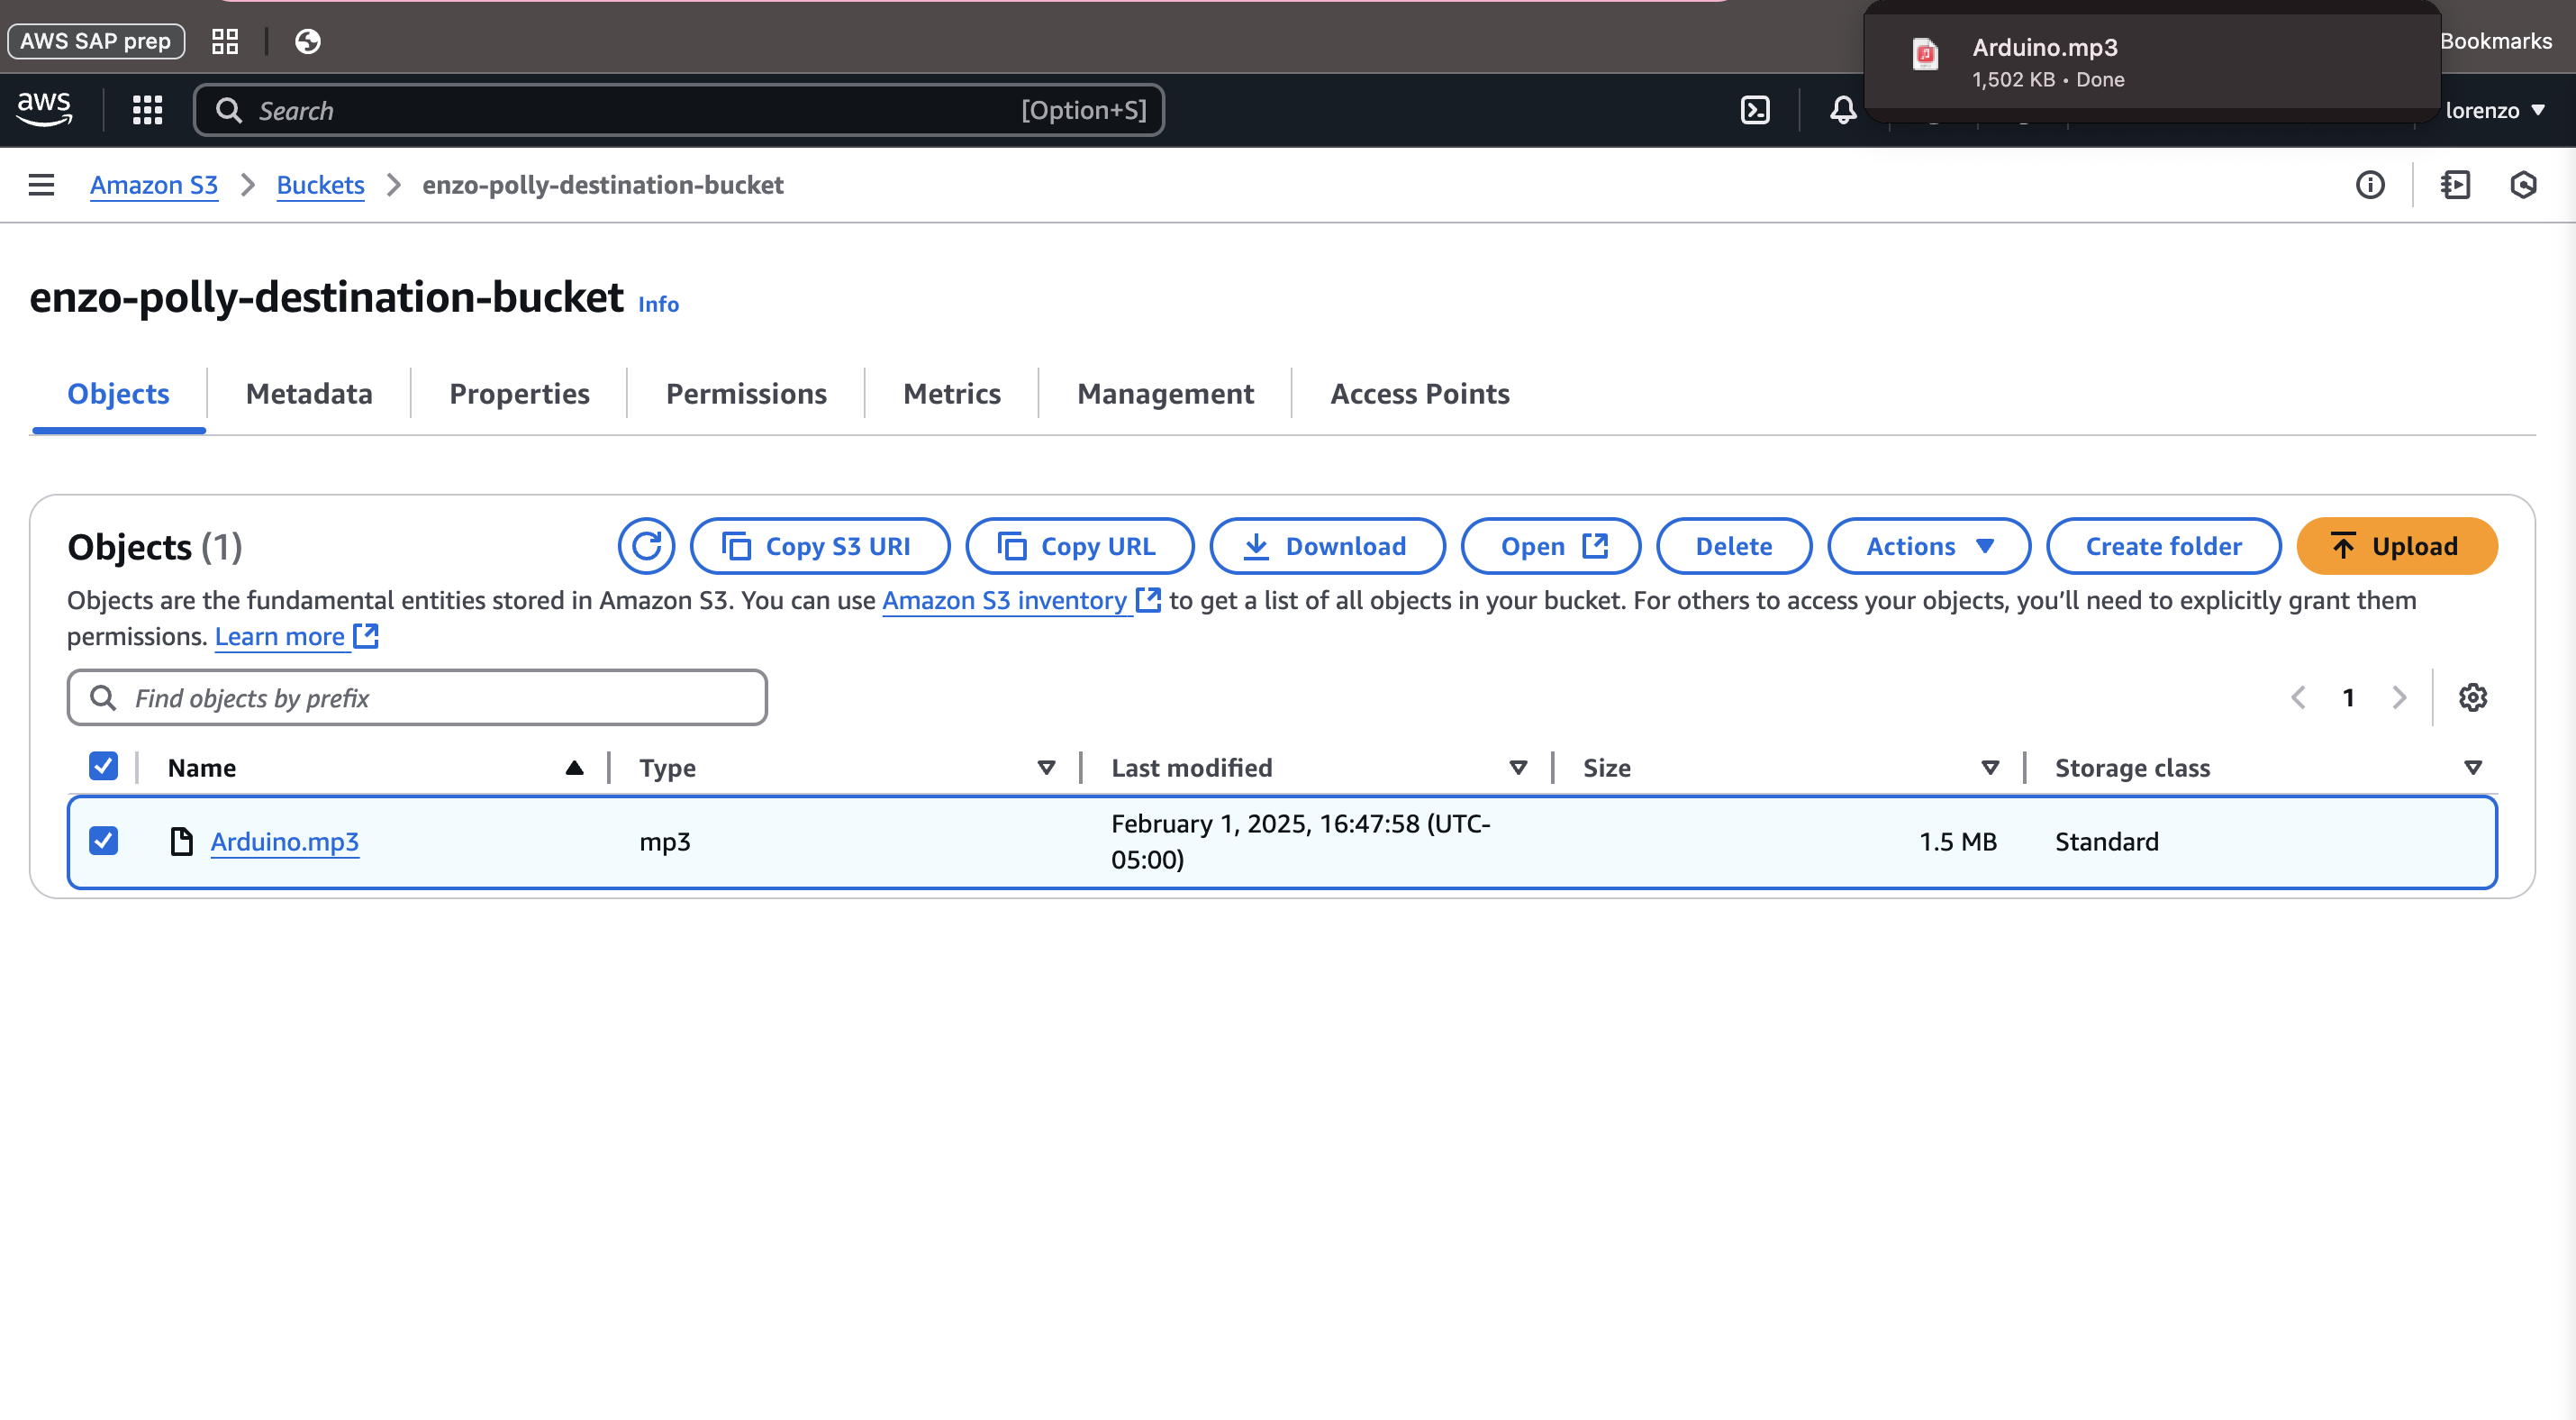 AWS SAP prep
Arduino.mp3
1,502 KB • Done
Bookmarks
aws
Search
[Option+S]
lorenzo
Amazon S3
Buckets
enzo-polly-destination-bucket
enzo-polly-destination-bucket Info
Objects
Metadata
Properties
Permissions
Metrics
Management
Access Points
Objects (1)
Copy S3 URI
Copy URL
Download
Open
Delete
Actions
Create folder
Upload
Objects are the fundamental entities stored in Amazon S3. You can use Amazon S3 inventory to get a list of all objects in your bucket. For others to access your objects, you’ll need to explicitly grant them
permissions. Learn more
Find objects by prefix
1
Name
Type
Last modified
Size
Storage class
Arduino.mp3
mp3
February 1, 2025, 16:47:58 (UTC-
05:00)
1.5 MB
Standard